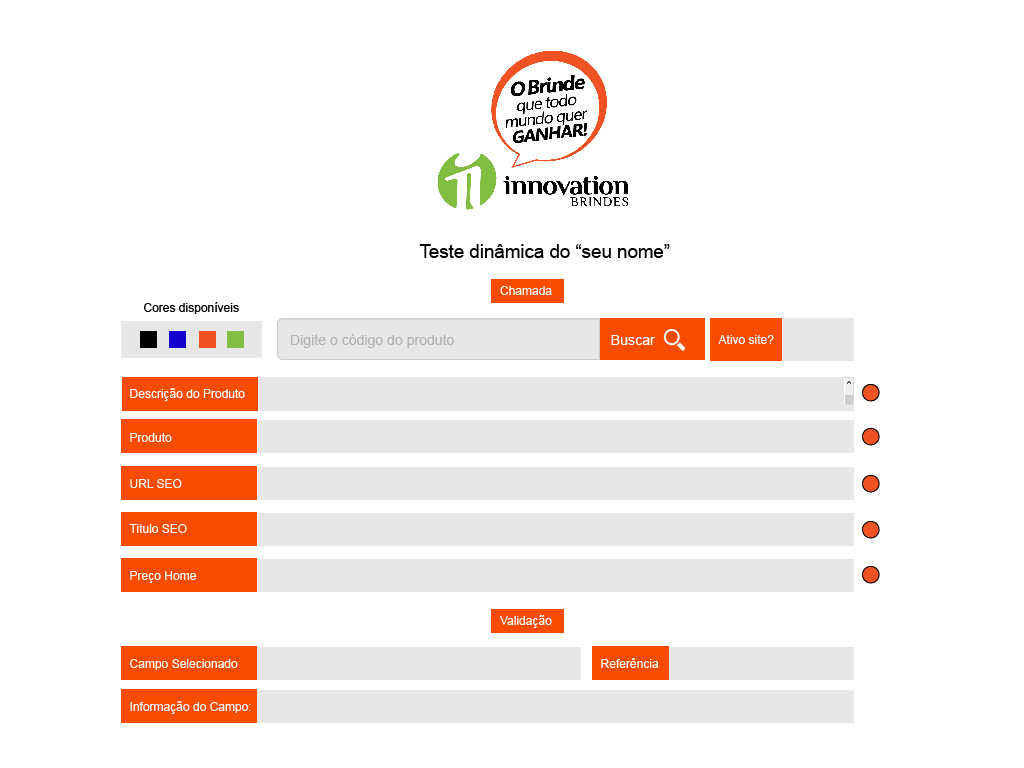 O Brinde
que todo
mundo quer
GANHAR!
innovation
BRINDES
Teste dinâmica do “seu nome”
Chamada
Cores disponíveis
Digite o código do produto
Buscar
Ativo site?
Descrição do Produto
Produto
URL SEO
Titulo SEO
Preço Home
Validação
Campo Selecionado
Referência
Informação do Campo: